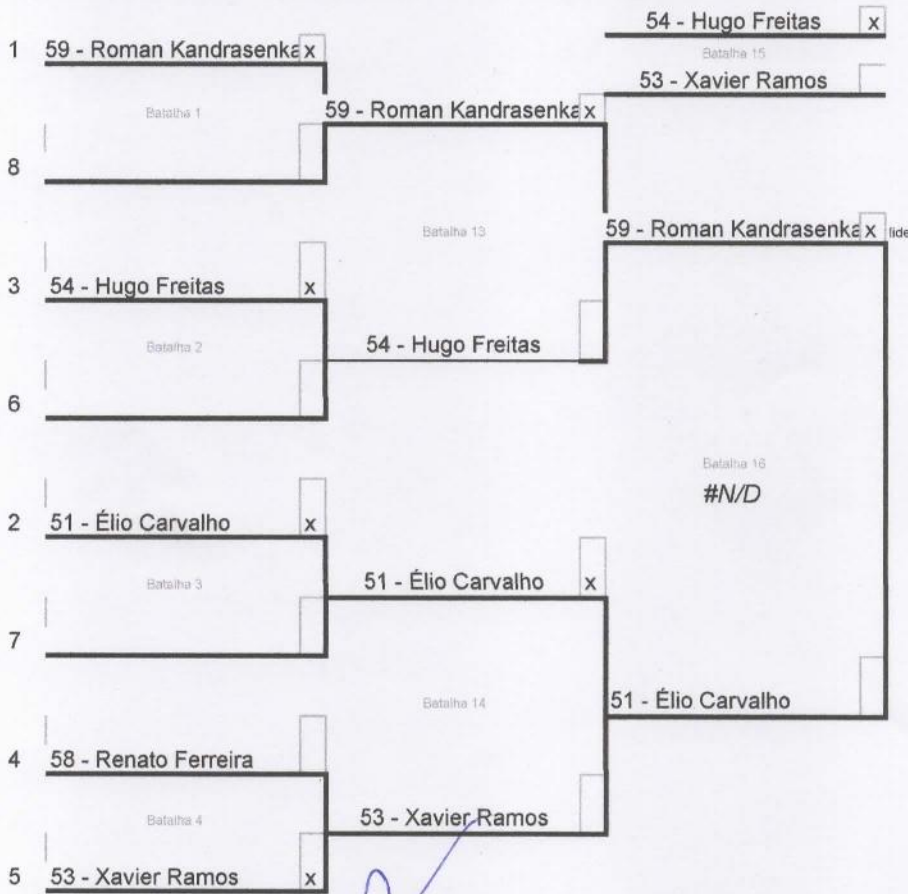 54 - Hugo Freitas x
1 59 - Roman Kandrasenka x
Batalha 15
53 - Xavier Ramos
Batalha 1
59 - Roman Kandrasenka x
8
Batalha 13
59 - Roman Kandrasenka x lide
3 54 - Hugo Freitas x
Batalha 2
54 - Hugo Freitas
6
Batalha 16
#N/D
2 51 - Élio Carvalho x
Batalha 3
51 - Élio Carvalho x
7
Batalha 14
51 - Élio Carvalho
4 58 - Renato Ferreira
Batalha 4
53 - Xavier Ramos
5 53 - Xavier Ramos x